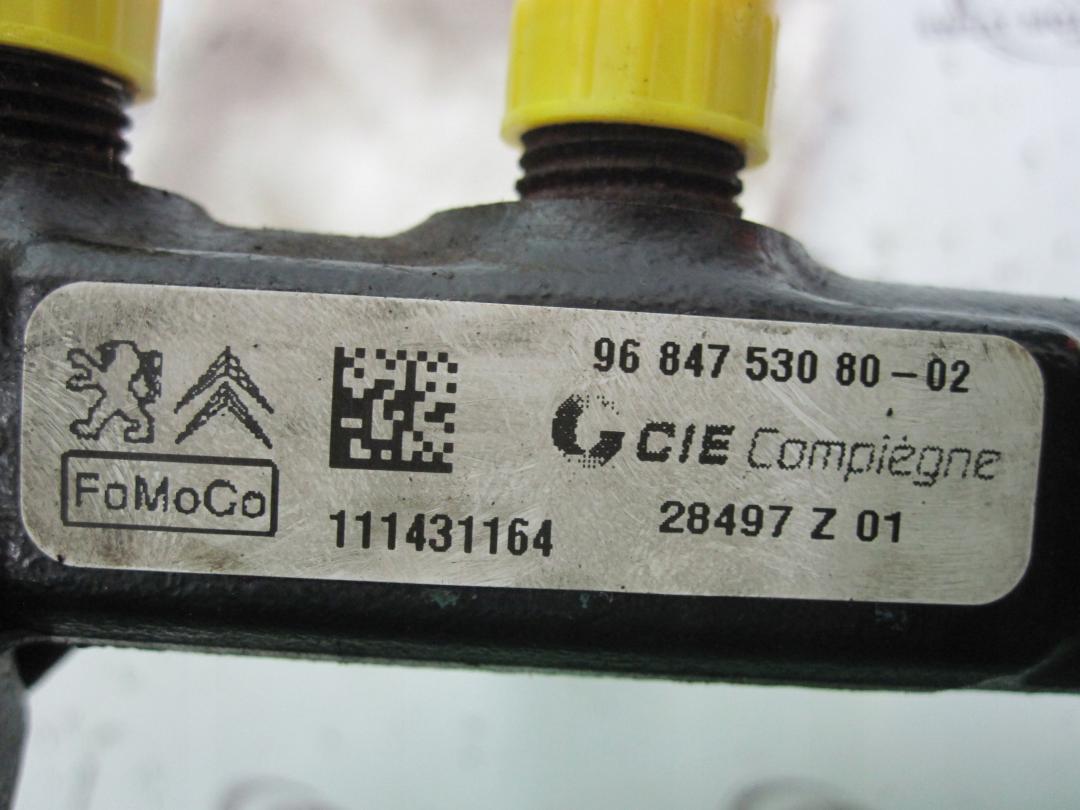 96 847 530 80-02
CIE Compiègne
FoMoCo
111431164
28497 Z 01